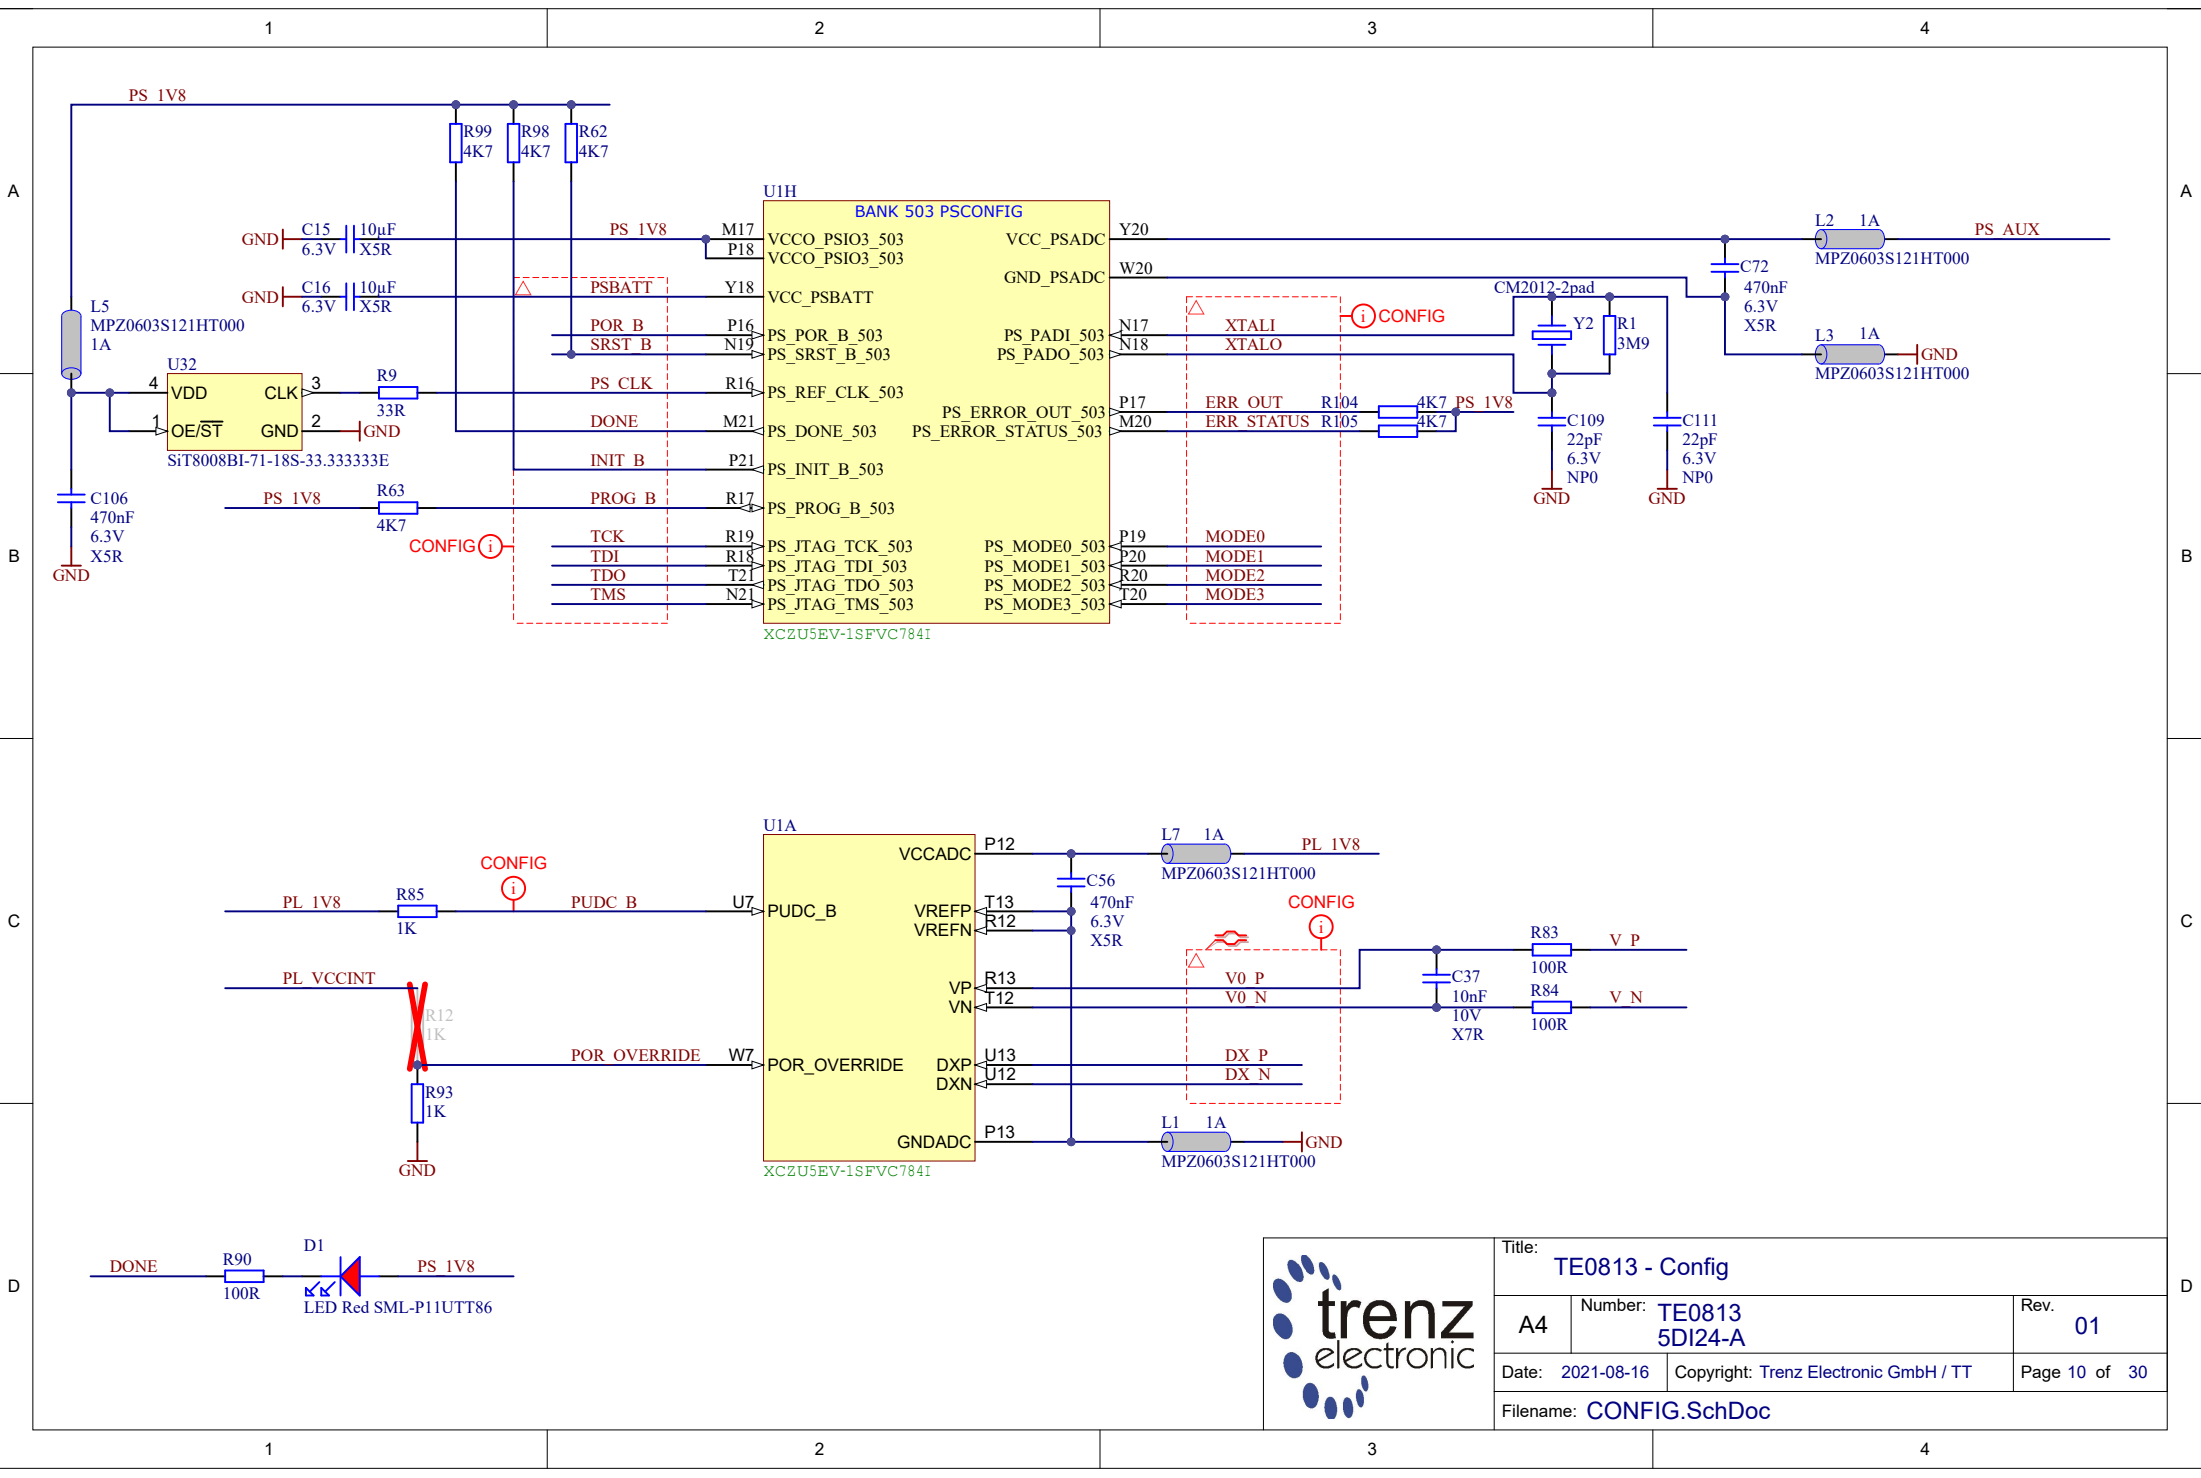 1 2 3 4
A
B
C
D
A
B
C
D
1 2 3 4
PS_1V8
R99
4K7
R98
4K7
R62
4K7
GND
C15
6.3V
10µF
X5R
PS_1V8
GND
C16
6.3V
10µF
X5R
PSBATT
L5
MPZ0603S121HT000
1A
POR_B
SRST_B
U32
4 VDD
1 OE/ST
CLK 3
GND 2
GND
SiT8008BI-71-18S-33.333333E
R9
33R
PS_CLK
DONE
INIT_B
C106
470nF
6.3V
X5R
GND
PS_1V8
R63
4K7
PROG_B
CONFIG i
TCK
TDI
TDO
TMS
U1H
BANK 503 PSCONFIG
M17 VCCO_PSIO3_503
P18 VCCO_PSIO3_503
Y18 VCC_PSBATT
P16 PS_POR_B_503
N19 PS_SRST_B_503
R16 PS_REF_CLK_503
M21 PS_DONE_503
P21 PS_INIT_B_503
R17 PS_PROG_B_503
R19 PS_JTAG_TCK_503
R18 PS_JTAG_TDI_503
T21 PS_JTAG_TDO_503
N21 PS_JTAG_TMS_503
VCC_PSADC Y20
GND_PSADC W20
PS_PADI_503 N17
PS_PADO_503 N18
PS_ERROR_OUT_503 P17
PS_ERROR_STATUS_503 M20
PS_MODE0_503 P19
PS_MODE1_503 P20
PS_MODE2_503 R20
PS_MODE3_503 T20
XCZU5EV-1SFVC784I
XTALI
XTALO
i CONFIG
ERR_OUT R104 4K7 PS_1V8
ERR_STATUS R105 4K7
MODE0
MODE1
MODE2
MODE3
CM2012-2pad
Y2
R1
3M9
C109
22pF
6.3V
NP0
GND
C111
22pF
6.3V
NP0
GND
L2 1A
MPZ0603S121HT000
PS_AUX
C72
470nF
6.3V
X5R
L3 1A
GND
MPZ0603S121HT000
CONFIG
i
PL_1V8
R85
1K
PUDC_B
PL_VCCINT
R12
1K
POR_OVERRIDE
R93
1K
GND
U1A
U7 PUDC_B
W7 POR_OVERRIDE
VCCADC P12
VREFP T13
VREFN R12
VP R13
VN T12
DXP U13
DXN U12
GNDADC P13
XCZU5EV-1SFVC784I
L7 1A
PL_1V8
MPZ0603S121HT000
C56
470nF
6.3V
X5R
CONFIG
i
V0_P
V0_N
DX_P
DX_N
C37
10nF
10V
X7R
R83
100R
V_P
R84
100R
V_N
L1 1A
GND
MPZ0603S121HT000
DONE
R90
100R
D1
PS_1V8
LED Red SML-P11UTT86
trenz
electronic
Title:
TE0813 - Config
A4
Number: TE0813
5DI24-A
Rev.
01
Date: 2021-08-16
Copyright: Trenz Electronic GmbH / TT
Page 10 of 30
Filename: CONFIG.SchDoc